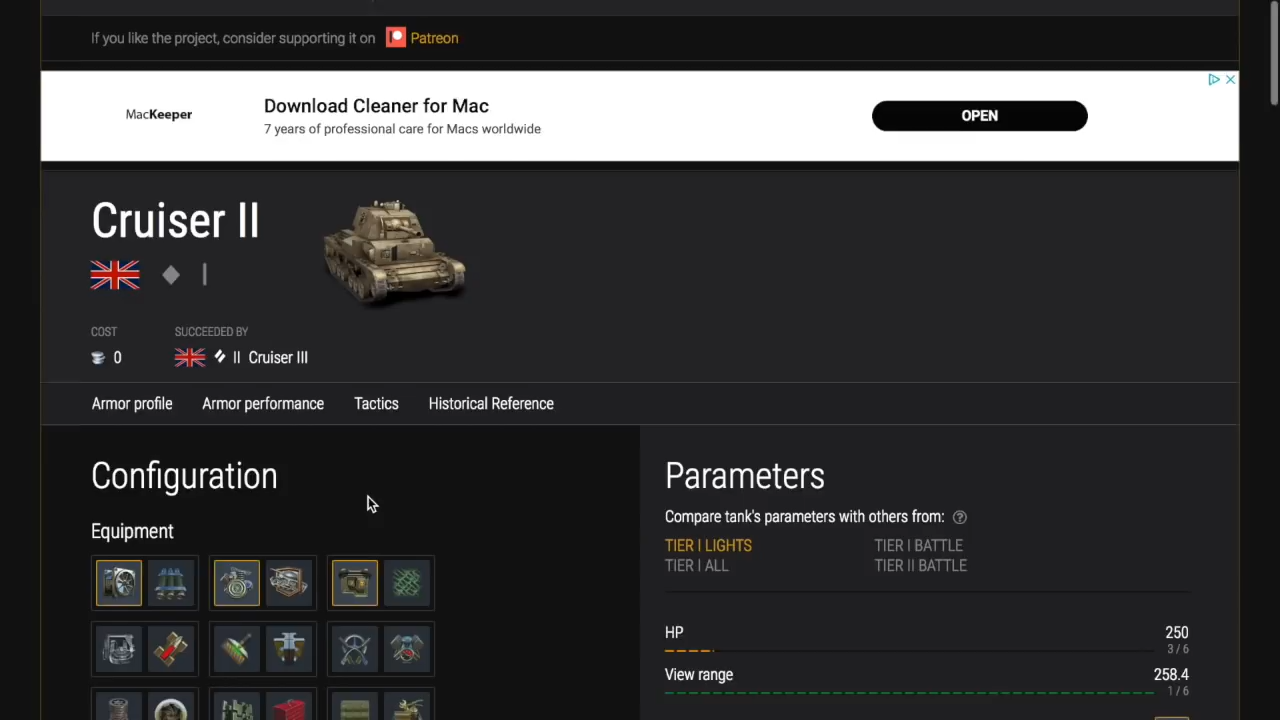 If you like the project, consider supporting it on Patreon
MacKeeper
Download Cleaner for Mac
7 years of professional care for Macs worldwide
OPEN
Cruiser II
I
COST
SUCCEEDED BY
0
II Cruiser III
Armor profile Armor performance Tactics Historical Reference
Configuration
Equipment
Parameters
Compare tank's parameters with others from: ?
TIER I LIGHTS TIER I BATTLE
TIER I ALL TIER II BATTLE
HP 250
3 / 6
View range 258.4
1 / 6